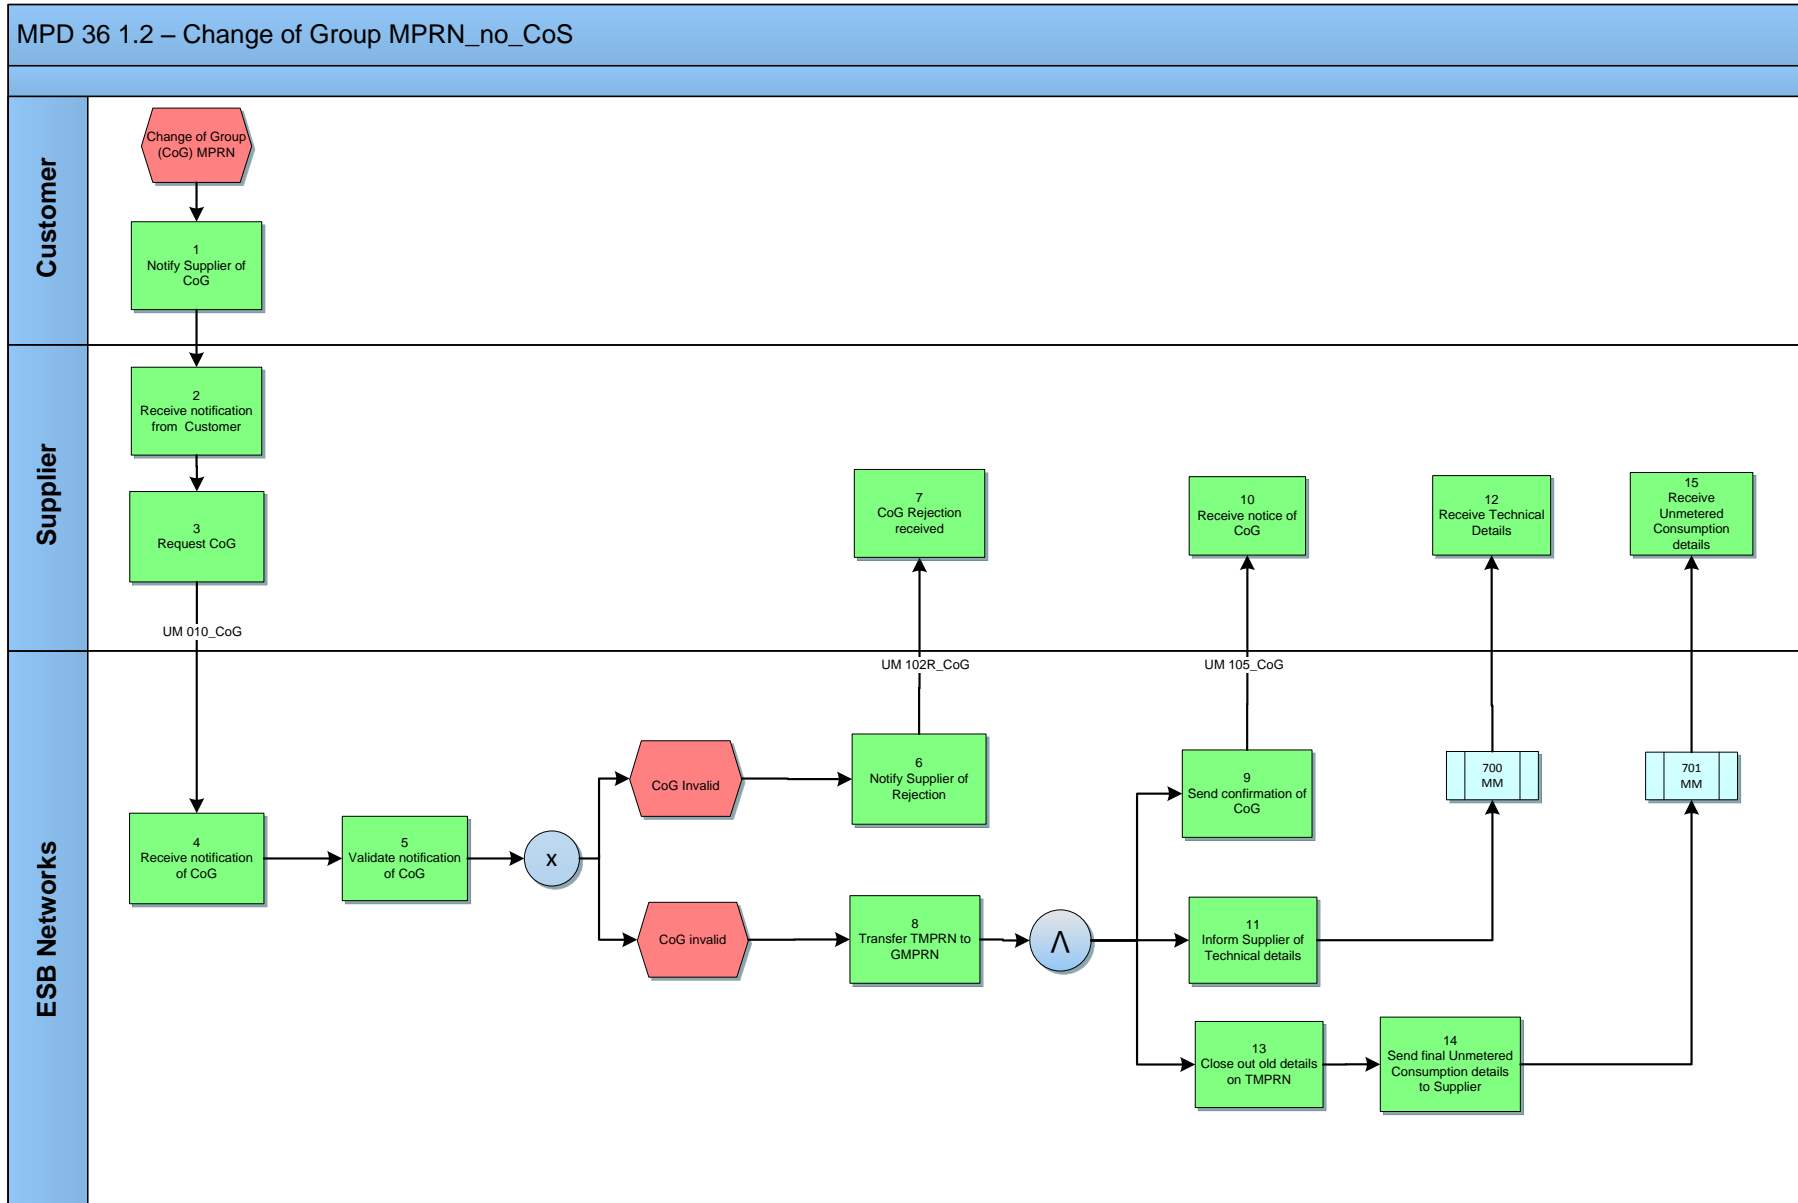 MPD 36 1.2 – Change of Group MPRN_no_CoS
Customer
Change of Group
(CoG) MPRN
1
Notify Supplier of
CoG
Supplier
2
Receive notification
from Customer
3
Request CoG
UM 010_CoG
7
CoG Rejection
received
10
Receive notice of
CoG
12
Receive Technical
Details
15
Receive
Unmetered
Consumption
details
ESB Networks
UM 102R_CoG
UM 105_CoG
4
Receive notification
of CoG
5
Validate notification
of CoG
X
CoG Invalid
6
Notify Supplier of
Rejection
CoG invalid
8
Transfer TMPRN to
GMPRN
Λ
9
Send confirmation of
CoG
700
MM
701
MM
11
Inform Supplier of
Technical details
13
Close out old details
on TMPRN
14
Send final Unmetered
Consumption details
to Supplier